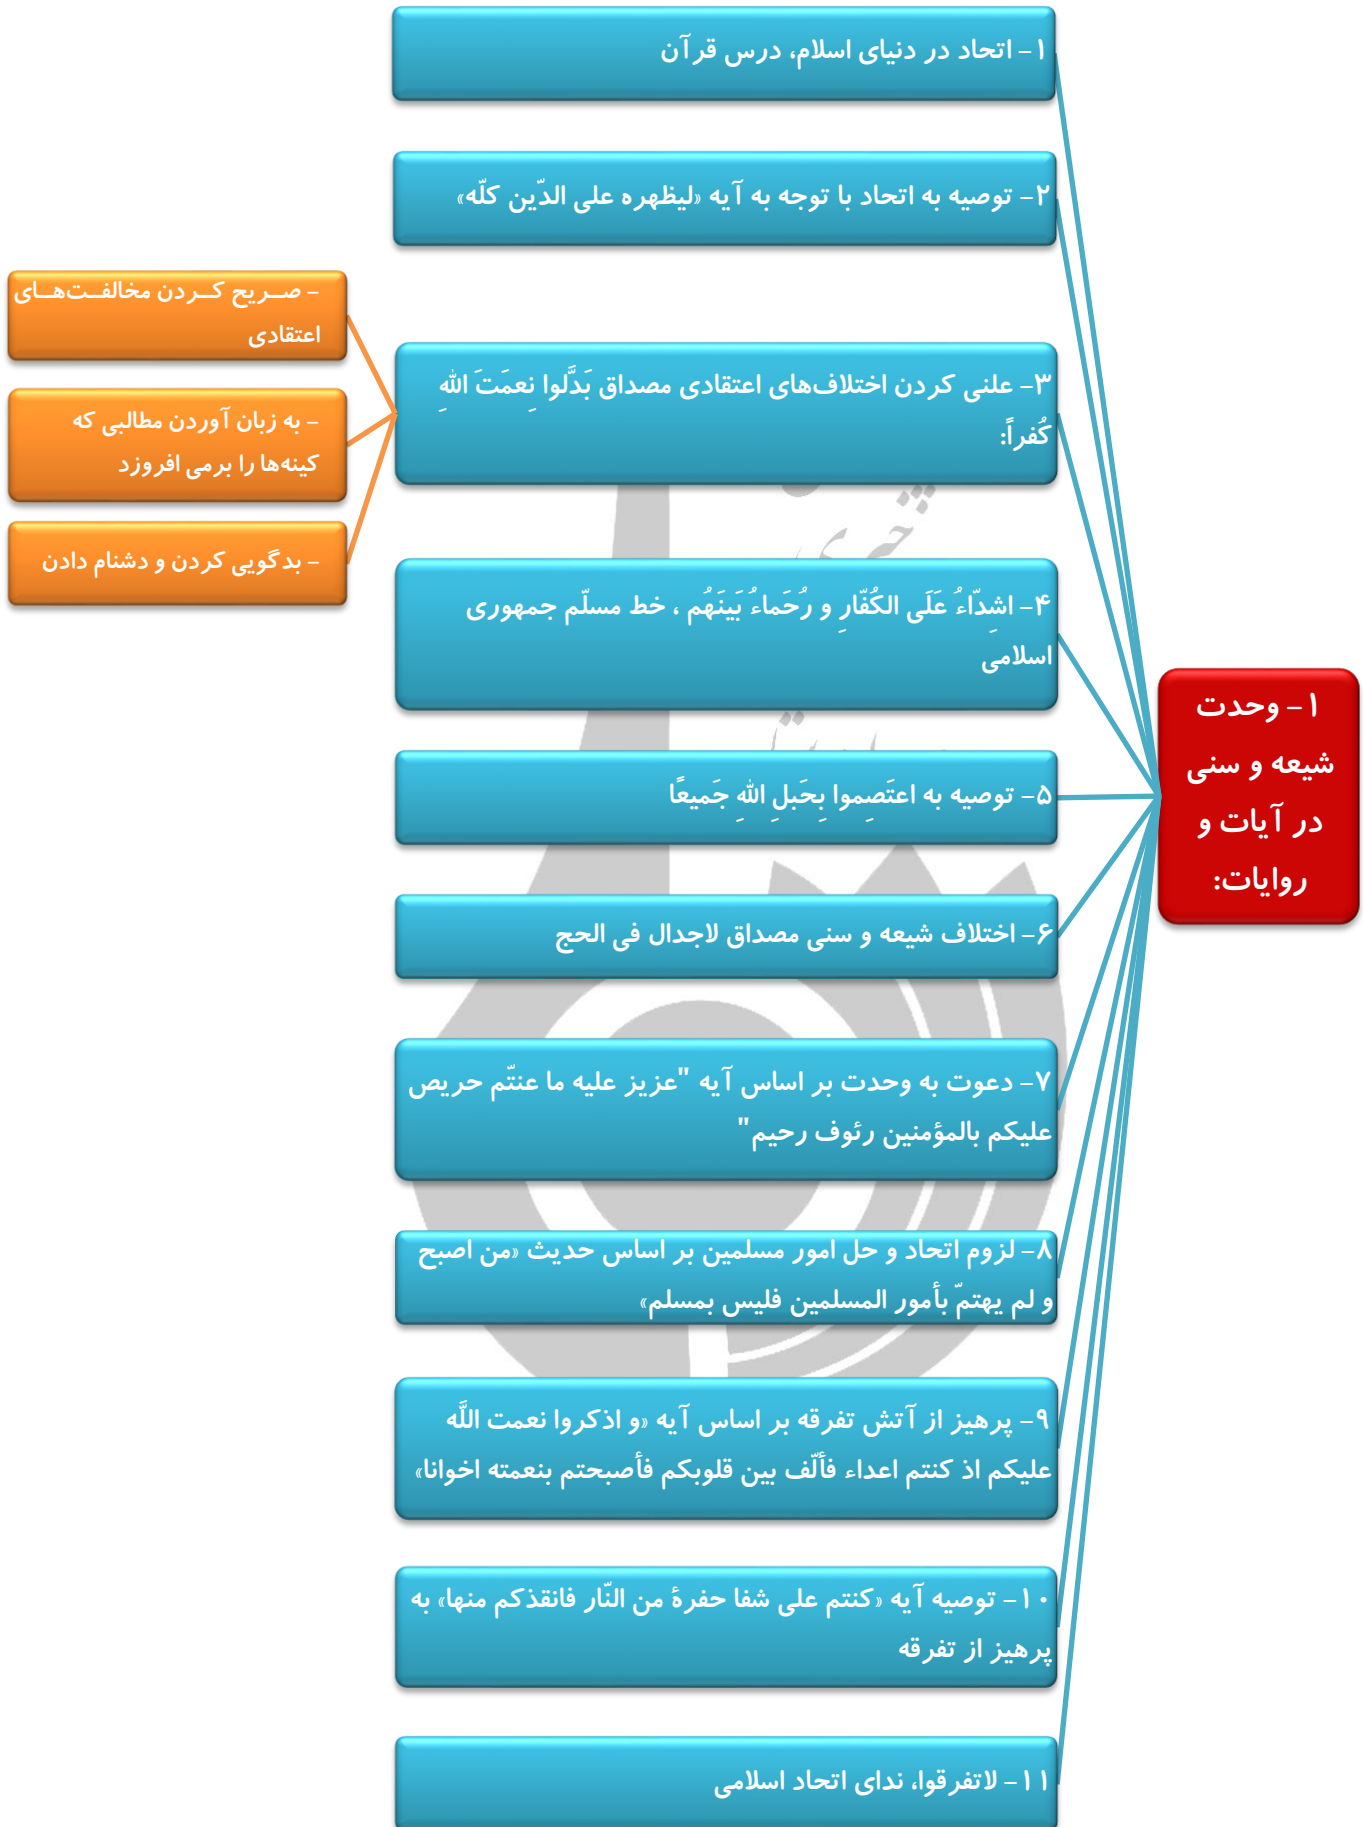 ۱- وحدت
شیعه و سنی
در آیات و
روایات:
۱- اتحاد در دنیای اسلام، درس قرآن
۲- توصیه به اتحاد با توجه به آیه «لیظهره علی الدّین کلّه»
۳- علنی کردن اختلاف‌های اعتقادی مصداق بَدَّلوا نِعمَتَ اللهِ
کُفراً:
- صـریح کـردن مخالفـت‌هـای
اعتقادی
- به زبان آوردن مطالبی که
کینه‌ها را برمی افروزد
- بدگویی کردن و دشنام دادن
۴- اشِدّاءُ عَلَی الکُفّارِ و رُحَماءُ بَینَهُم ، خط مسلّم جمهوری
اسلامی
۵- توصیه به اعتَصِموا بِحَبلِ اللهِ جَمیعًا
۶- اختلاف شیعه و سنی مصداق لاجدال فی الحج
۷- دعوت به وحدت بر اساس آیه "عزیز علیه ما عنتّم حریص
علیکم بالمؤمنین رئوف رحیم"
۸- لزوم اتحاد و حل امور مسلمین بر اساس حدیث «من اصبح
و لم یهتمّ بأمور المسلمین فلیس بمسلم»
۹- پرهیز از آتش تفرقه بر اساس آیه «و اذکروا نعمت اللَّه
علیکم اذ کنتم اعداء فألّف بین قلوبکم فأصبحتم بنعمته اخوانا»
۱۰- توصیه آیه «کنتم علی شفا حفرۀ من النّار فانقذکم منها» به
پرهیز از تفرقه
۱۱- لاتفرقوا، ندای اتحاد اسلامی